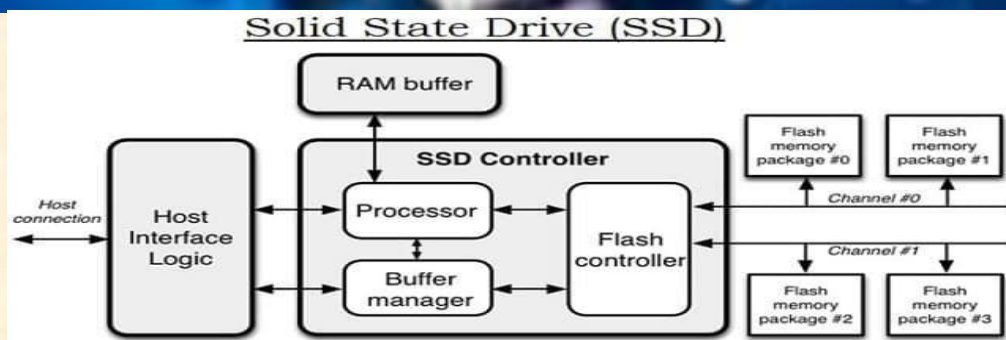 Solid State Drive (SSD)
RAM buffer
SSD Controller
Flash
memory
package #0
Flash
memory
package #1
Host
connection
Host
Interface
Logic
Processor
Buffer
manager
Flash
controller
Channel #0
Channel #1
Flash
memory
package #2
Flash
memory
package #3